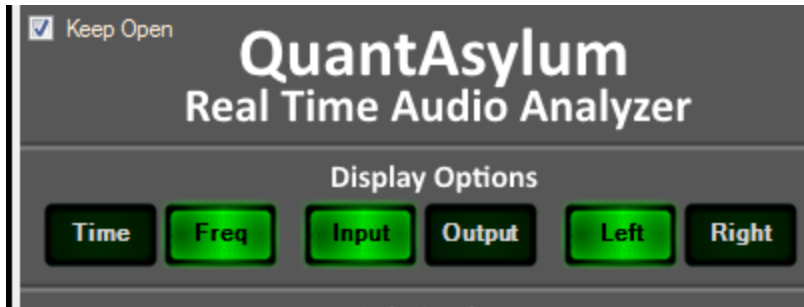 Keep Open
QuantAsylum
Real Time Audio Analyzer
Display Options
Time Freq Input Output Left Right